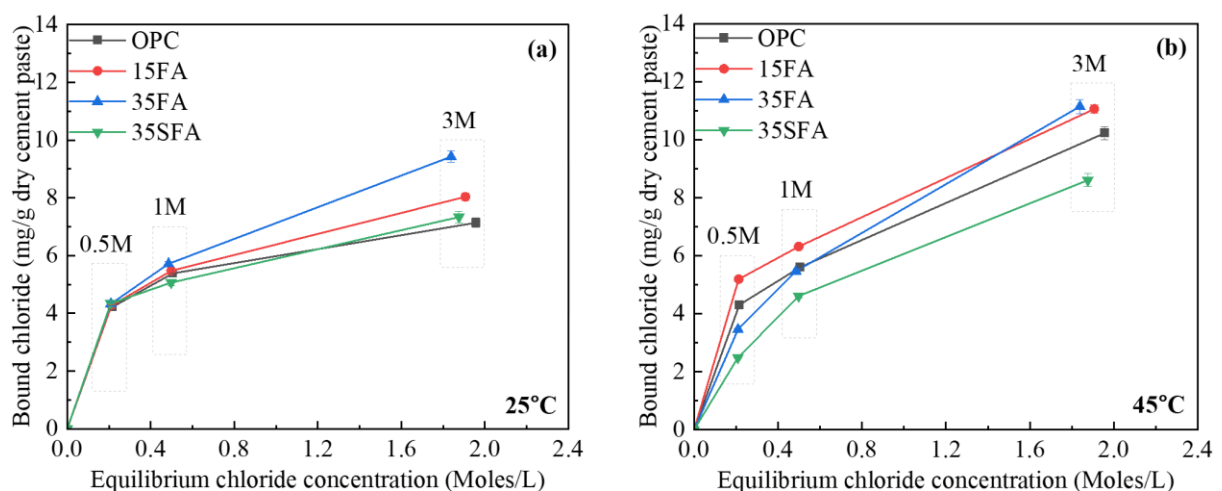 14
12
10
8
6
4
2
0
Bound chloride (mg/g dry cement paste)
OPC
15FA
35FA
35SFA
(a)
3M
1M
0.5M
25°C
0.0 0.4 0.8 1.2 1.6 2.0 2.4
Equilibrium chloride concentration (Moles/L)
14
12
10
8
6
4
2
0
Bound chloride (mg/g dry cement paste)
OPC
15FA
35FA
35SFA
(b)
3M
1M
0.5M
45°C
0.0 0.4 0.8 1.2 1.6 2.0 2.4
Equilibrium chloride concentration (Moles/L)